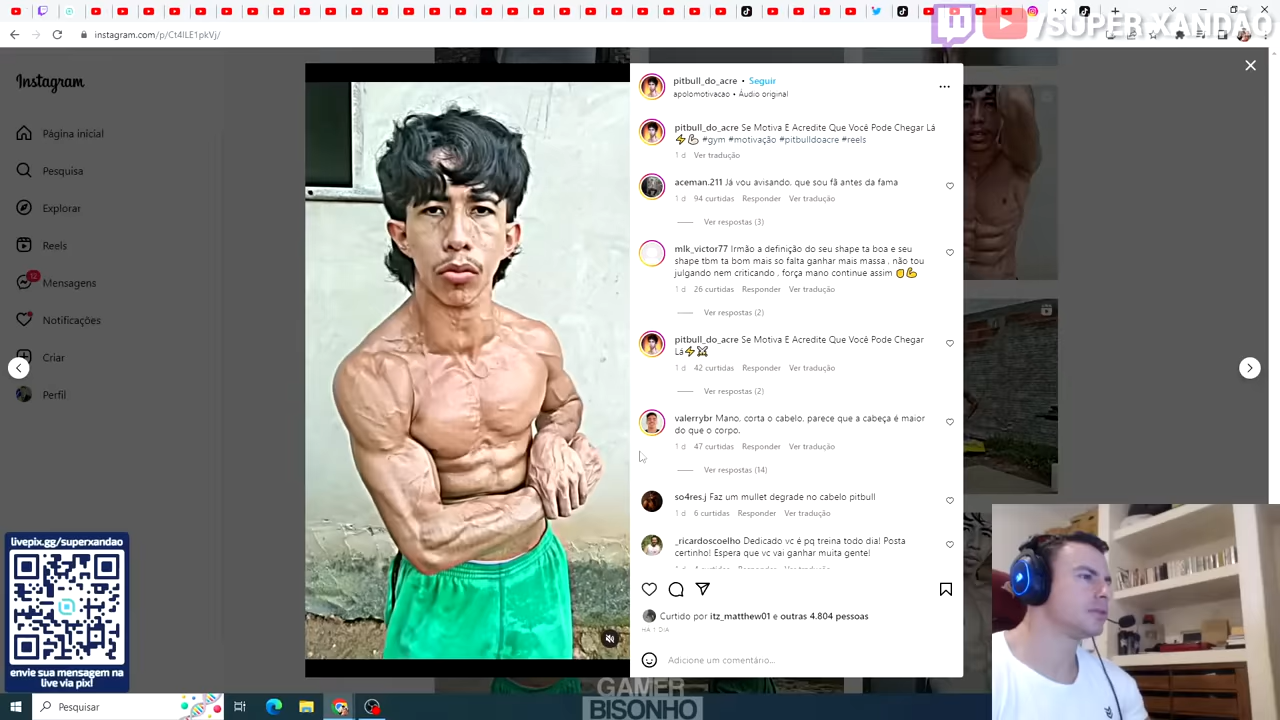 /SUPER XANDÃO
instagram.com/p/Ct4lLE1pkVj/
Instagram
Página inicial
Pesquisa
Explorar
Reels
12
Mensagens
Notificações
Criar
Perfil
livepix.gg/superxandao
envie sua mensagem na
live via pix!
pitbull_do_acre • Seguir
apolomotivacao • Áudio original
pitbull_do_acre Se Motiva E Acredite Que Você Pode Chegar Lá
⚡💪 #gym #motivação #pitbulldoacre #reels
1 d Ver tradução
aceman.211 Já vou avisando, que sou fã antes da fama
1 d 94 curtidas Responder Ver tradução
Ver respostas (3)
mlk_victor77 Irmão a definição do seu shape ta boa e seu
shape tbm ta bom mais so falta ganhar mais massa , não tou
julgando nem criticando , força mano continue assim ✊💪
1 d 26 curtidas Responder Ver tradução
Ver respostas (2)
pitbull_do_acre Se Motiva E Acredite Que Você Pode Chegar
Lá⚡⚔
1 d 42 curtidas Responder Ver tradução
Ver respostas (2)
valerrybr Mano, corta o cabelo, parece que a cabeça é maior
do que o corpo.
1 d 47 curtidas Responder Ver tradução
Ver respostas (14)
so4res.j Faz um mullet degrade no cabelo pitbull
1 d 6 curtidas Responder Ver tradução
_ricardoscoelho Dedicado vc é pq treina todo dia! Posta
certinho! Espera que vc vai ganhar muita gente!
Curtido por itz_matthew01 e outras 4.804 pessoas
HÁ 1 DIA
Adicione um comentário...
GAMER
BISONHO
Pesquisar